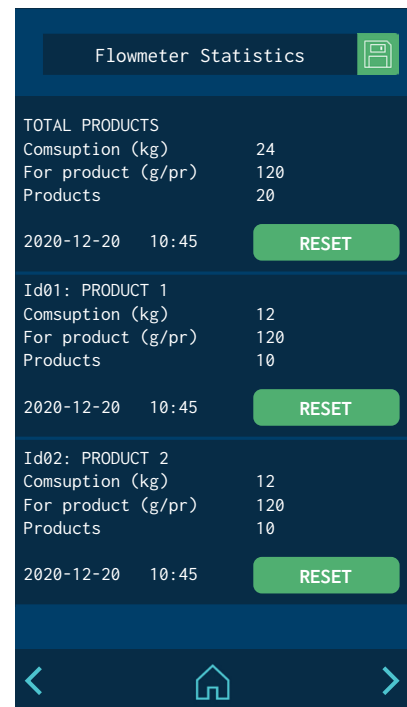 Flowmeter Statistics
TOTAL PRODUCTS
Comsuption (kg) 24
For product (g/pr) 120
Products 20
2020-12-20 10:45 RESET
Id01: PRODUCT 1
Comsuption (kg) 12
For product (g/pr) 120
Products 10
2020-12-20 10:45 RESET
Id02: PRODUCT 2
Comsuption (kg) 12
For product (g/pr) 120
Products 10
2020-12-20 10:45 RESET